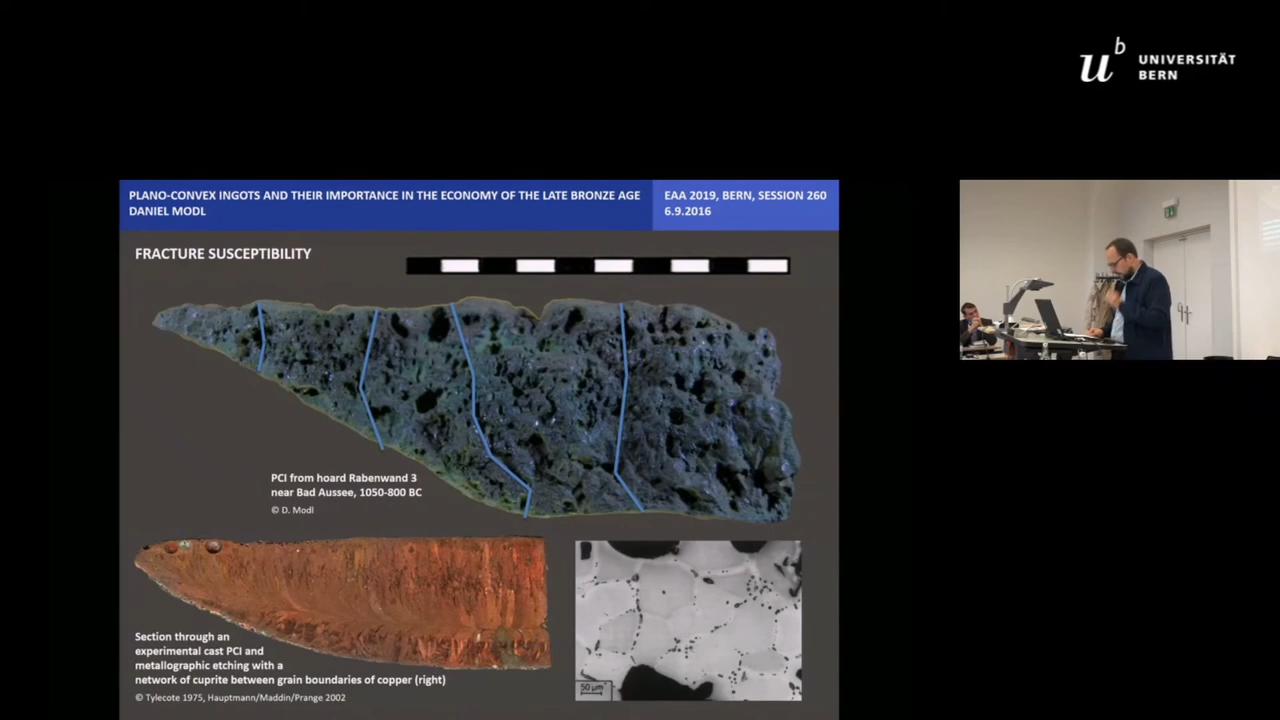 u^b
UNIVERSITÄT
BERN
PLANO-CONVEX INGOTS AND THEIR IMPORTANCE IN THE ECONOMY OF THE LATE BRONZE AGE
DANIEL MODL
EAA 2019, BERN, SESSION 260
6.9.2016
FRACTURE SUSCEPTIBILITY
PCI from hoard Rabenwand 3
near Bad Aussee, 1050-800 BC
© D. Modl
Section through an
experimental cast PCI and
metallographic etching with a
network of cuprite between grain boundaries of copper (right)
© Tylecote 1975, Hauptmann/Maddin/Prange 2002
50 µm